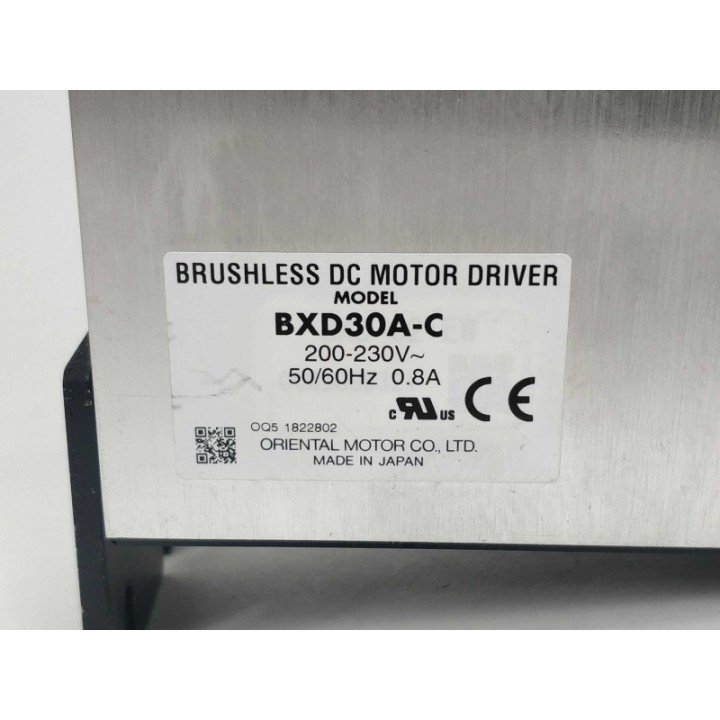 BRUSHLESS DC MOTOR DRIVER
MODEL
BXD30A-C
200-230V~
50/60Hz 0.8A
c RU US CE
OQ5 1822802
ORIENTAL MOTOR CO., LTD.
MADE IN JAPAN